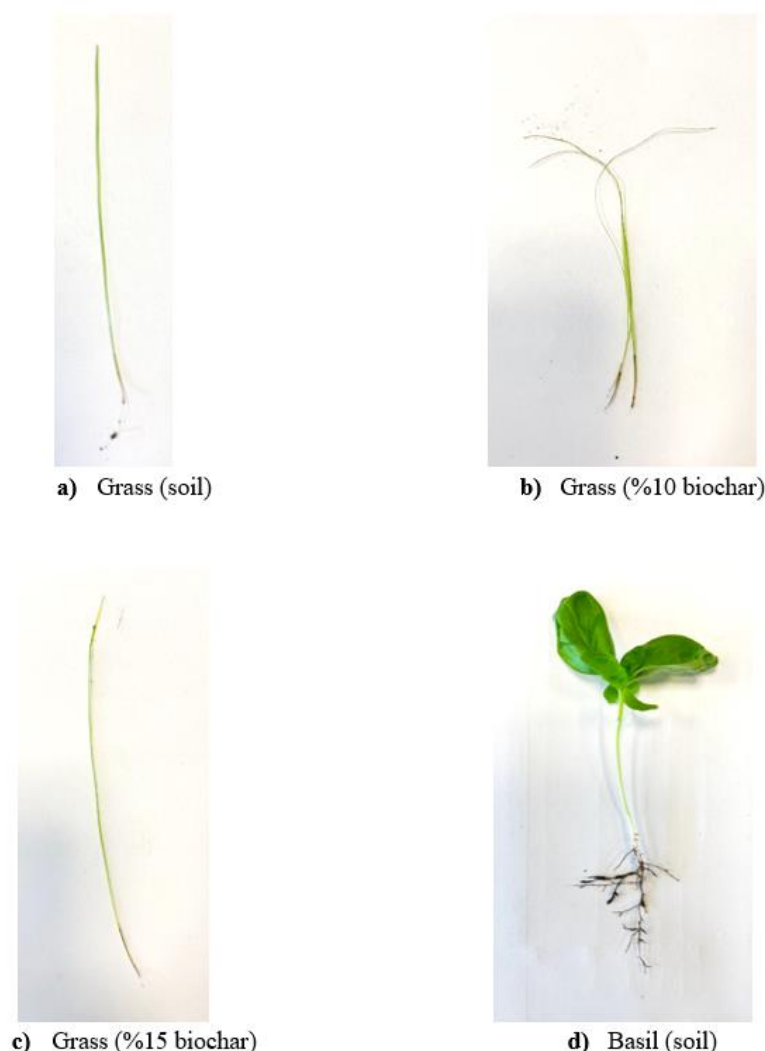 a) Grass (soil)
b) Grass (%10 biochar)
c) Grass (%15 biochar)
d) Basil (soil)